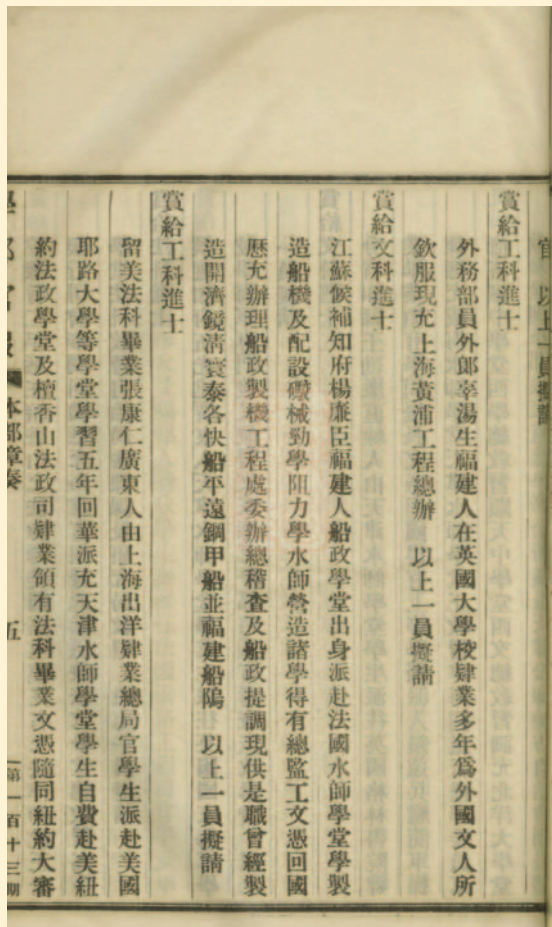 官 以上一員擬請
賞給工科進士
外務部員外郎辜湯生福建人在英國大學校肄業多年爲外國文人所
欽服現充上海黃浦工程總辦 以上一員擬請
賞給文科進士
江蘇候補知府楊廉臣福建人船政學堂出身派赴法國水師學堂學製
造船機及配設礮械勁學阻力學水師營造諸學得有總監工文憑回國
歷充辦理船政製機工程處委辦總稽查及船政提調現供是職曾經製
造開濟鏡清寰泰各快船平遠鋼甲船並福建船隖 以上一員擬請
賞給工科進士
留美法科畢業張康仁廣東人由上海出洋肄業總局官學生派赴美國
耶路大學等學堂學習五年回華派充天津水師學堂學生自費赴美紐
約法政學堂及檀香山法政司肄業領有法科畢業文憑隨同紐約大審
學部官報 本部章奏 五 第一百十三期